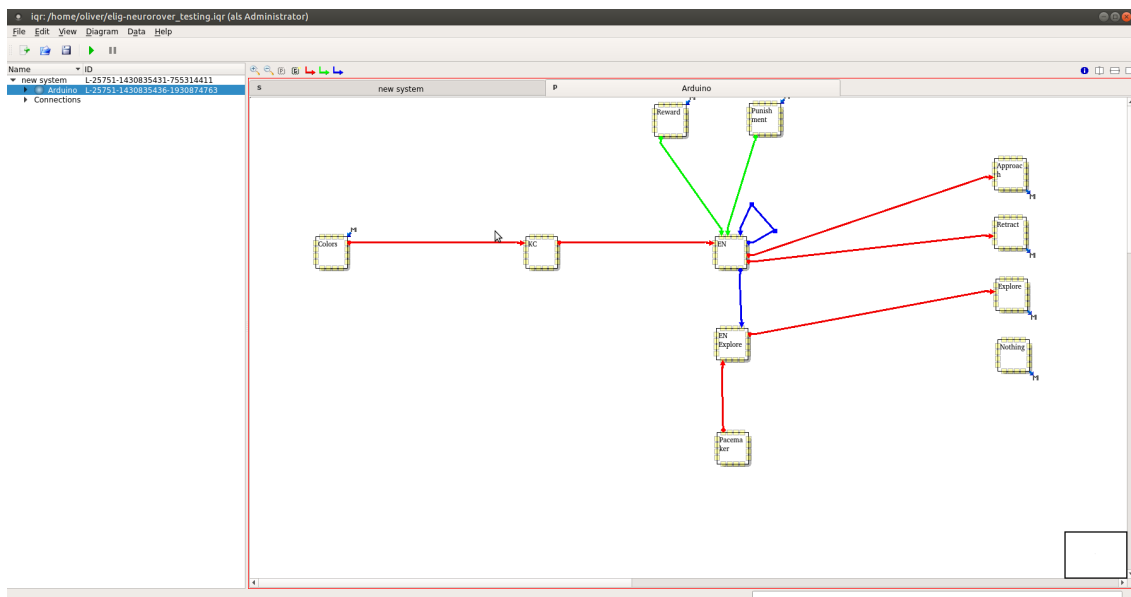 iqr: /home/oliver/elig-neurorover_testing.iqr (als Administrator)
File Edit View Diagram Data Help
Name ID
new system L-25751-1430835431-755314411
Arduino L-25751-1430835436-1930874763
Connections
S new system P Arduino
Reward
Punish
ment
Approac
h
Retract
Explore
Nothing
Colors
KC
EN
EN
Explore
Pacema
ker